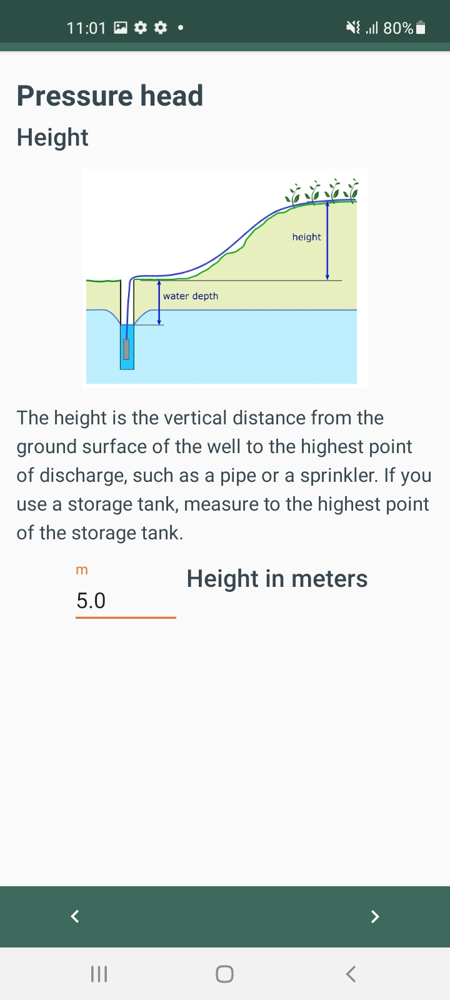 11:01
80%
Pressure head
Height
height
water depth
The height is the vertical distance from the
ground surface of the well to the highest point
of discharge, such as a pipe or a sprinkler. If you
use a storage tank, measure to the highest point
of the storage tank.
m
Height in meters
5.0